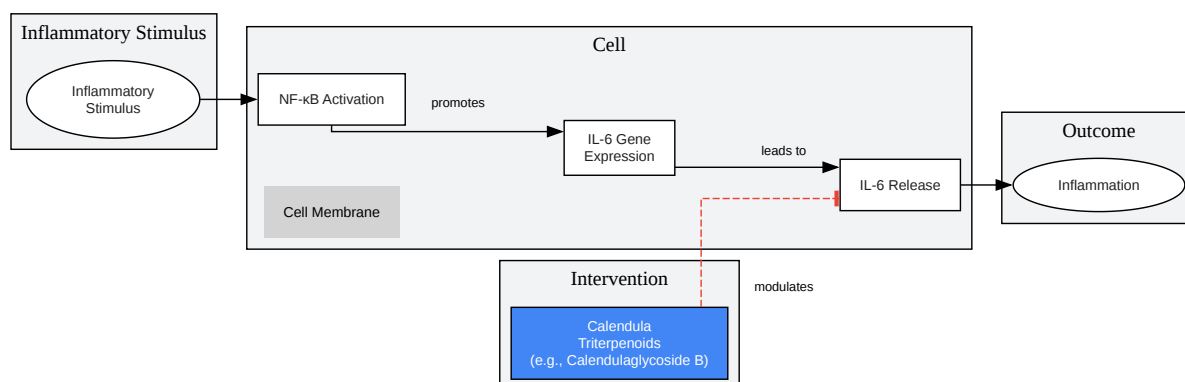 Inflammatory Stimulus
Inflammatory
Stimulus
Cell
NF-κB Activation
promotes
IL-6 Gene
Expression
leads to
IL-6 Release
Cell Membrane
Outcome
Inflammation
Intervention
modulates
Calendula
Triterpenoids
(e.g., Calendulaglycoside B)